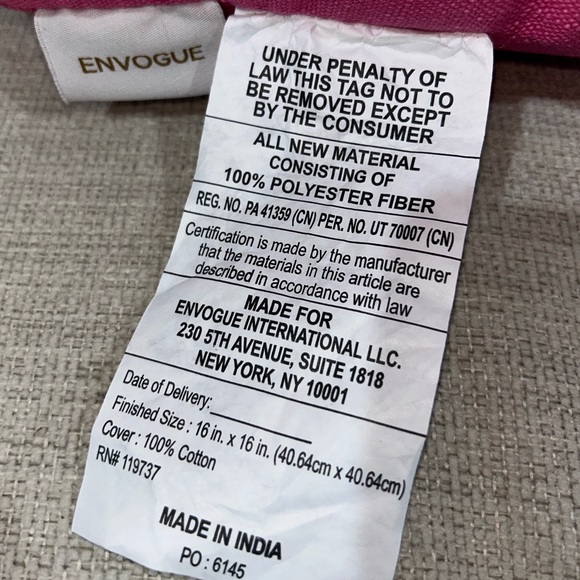 ENVOGUE
UNDER PENALTY OF
LAW THIS TAG NOT TO
BE REMOVED EXCEPT
BY THE CONSUMER
ALL NEW MATERIAL
CONSISTING OF
100% POLYESTER FIBER
REG. NO. PA 41359 (CN) PER. NO. UT 70007 (CN)
Certification is made by the manufacturer
that the materials in this article are
described in accordance with law
MADE FOR
ENVOGUE INTERNATIONAL LLC.
230 5TH AVENUE, SUITE 1818
NEW YORK, NY 10001
Date of Delivery:____________
Finished Size : 16 in. x 16 in. (40.64cm x 40.64cm)
Cover : 100% Cotton
RN# 119737
MADE IN INDIA
PO : 6145